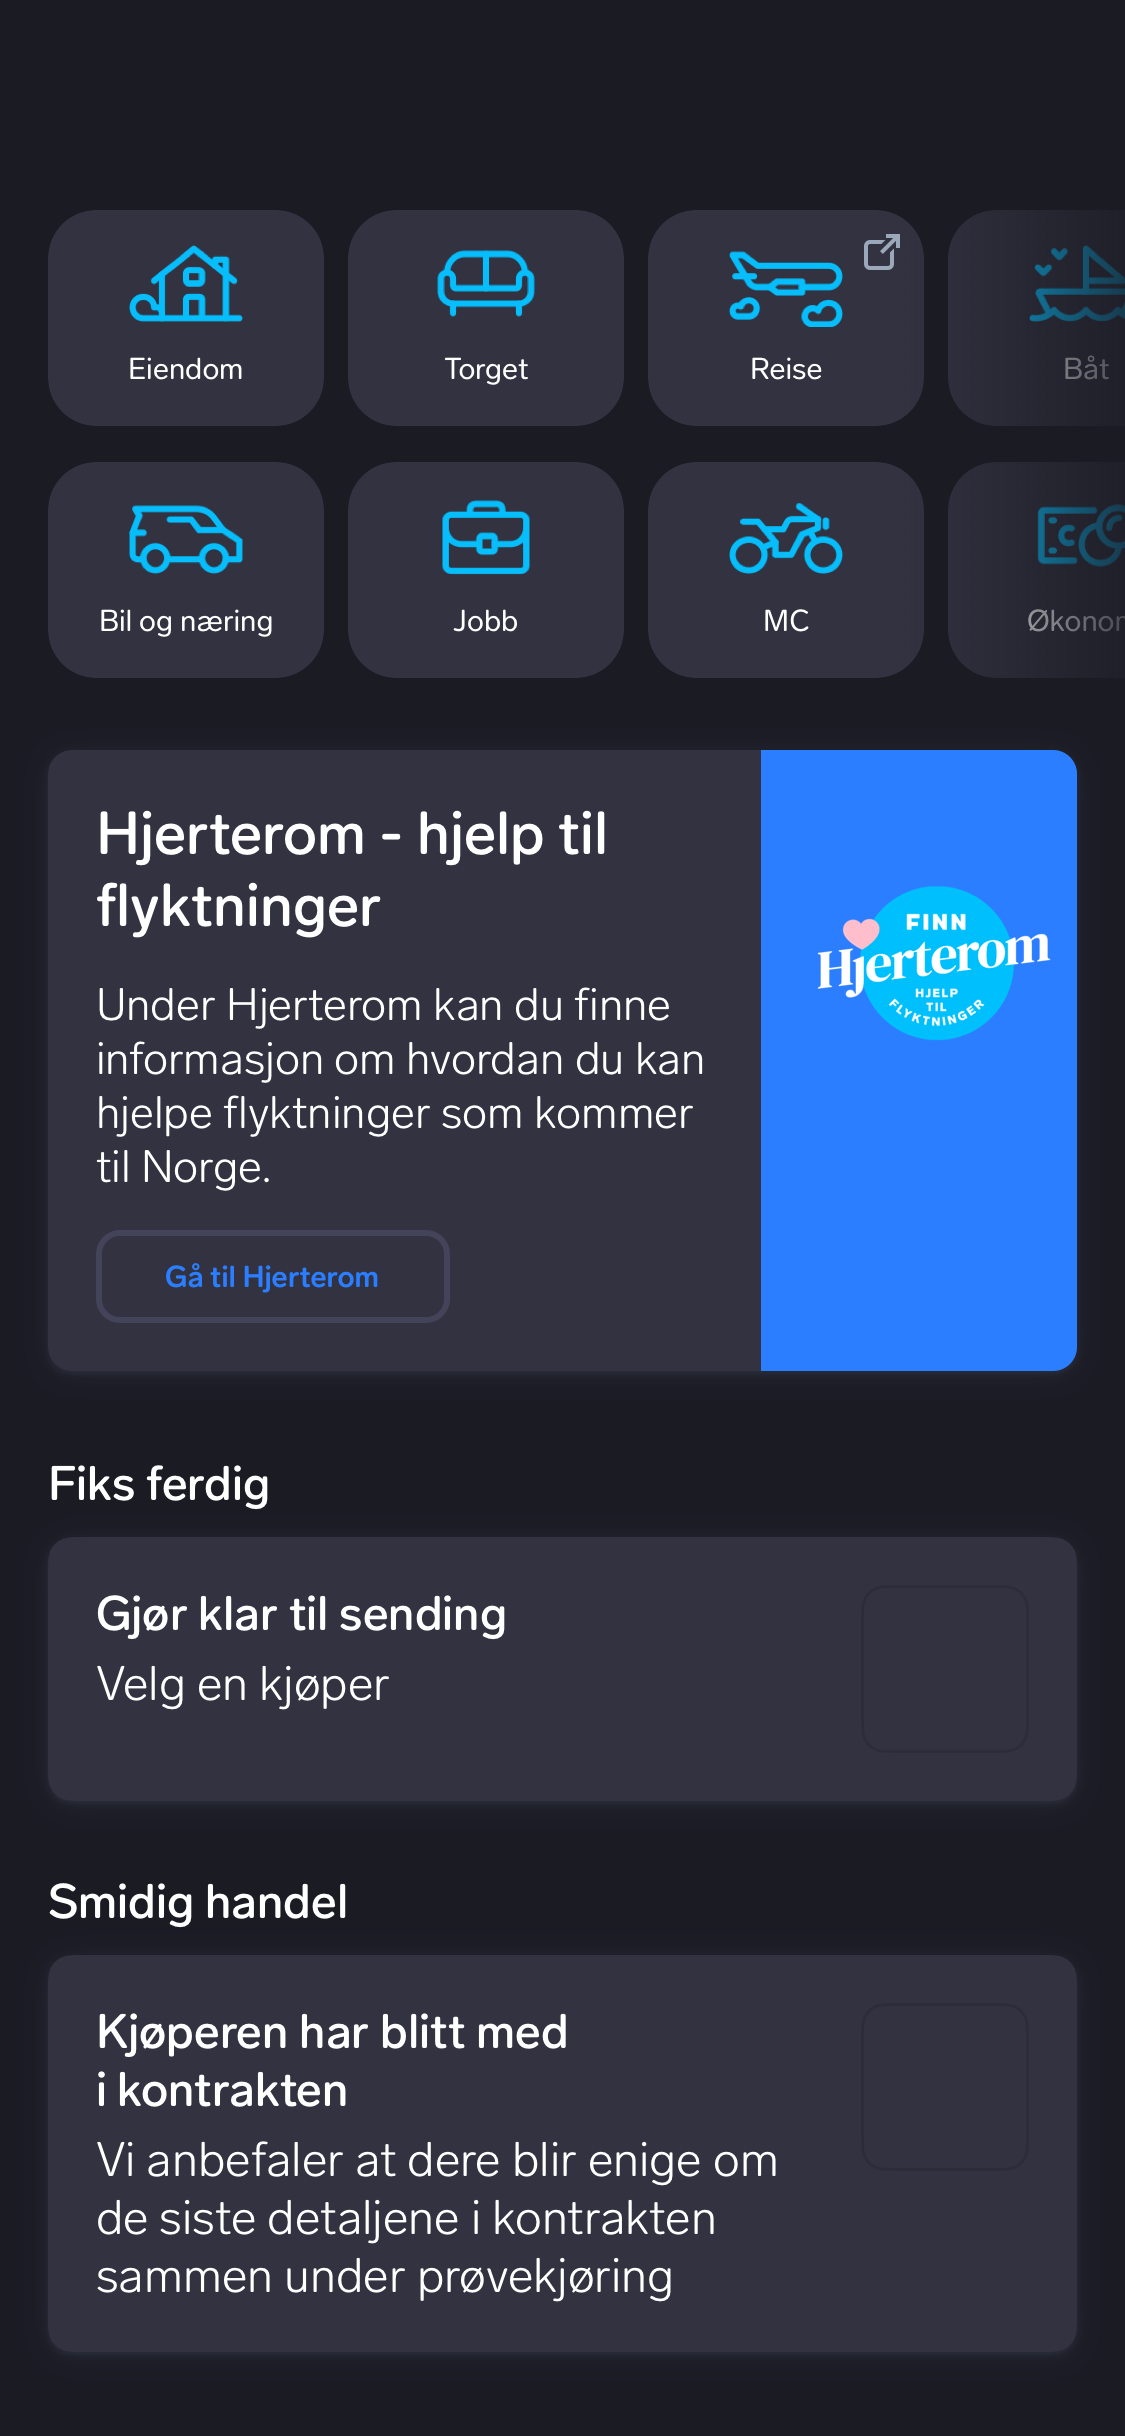 Eiendom
Torget
Reise
Båt
Bil og næring
Jobb
MC
Hjerterom - hjelp til
flyktninger
Under Hjerterom kan du finne
informasjon om hvordan du kan
hjelpe flyktninger som kommer
til Norge.
Gå til Hjerterom
FINN
Hjerterom
HJELP
TIL
FLYKTNINGER
Fiks ferdig
Gjør klar til sending
Velg en kjøper
Smidig handel
Kjøperen har blitt med
i kontrakten
Vi anbefaler at dere blir enige om
de siste detaljene i kontrakten
sammen under prøvekjøring